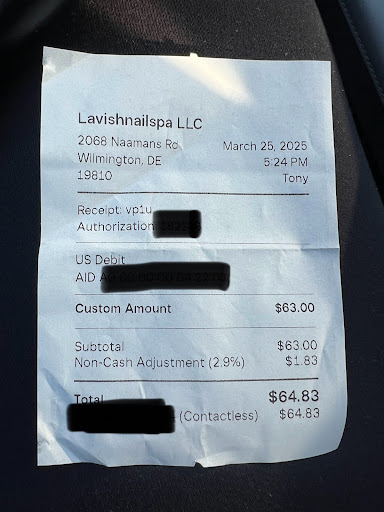 Lavishnailspa LLC
2068 Naamans Rd March 25, 2025
Wilmington, DE 5:24 PM
19810 Tony
Receipt: vp1u
Authorization
US Debit
AID
Custom Amount $63.00
Subtotal $63.00
Non-Cash Adjustment (2.9%) $1.83
Total $64.83
(Contactless) $64.83